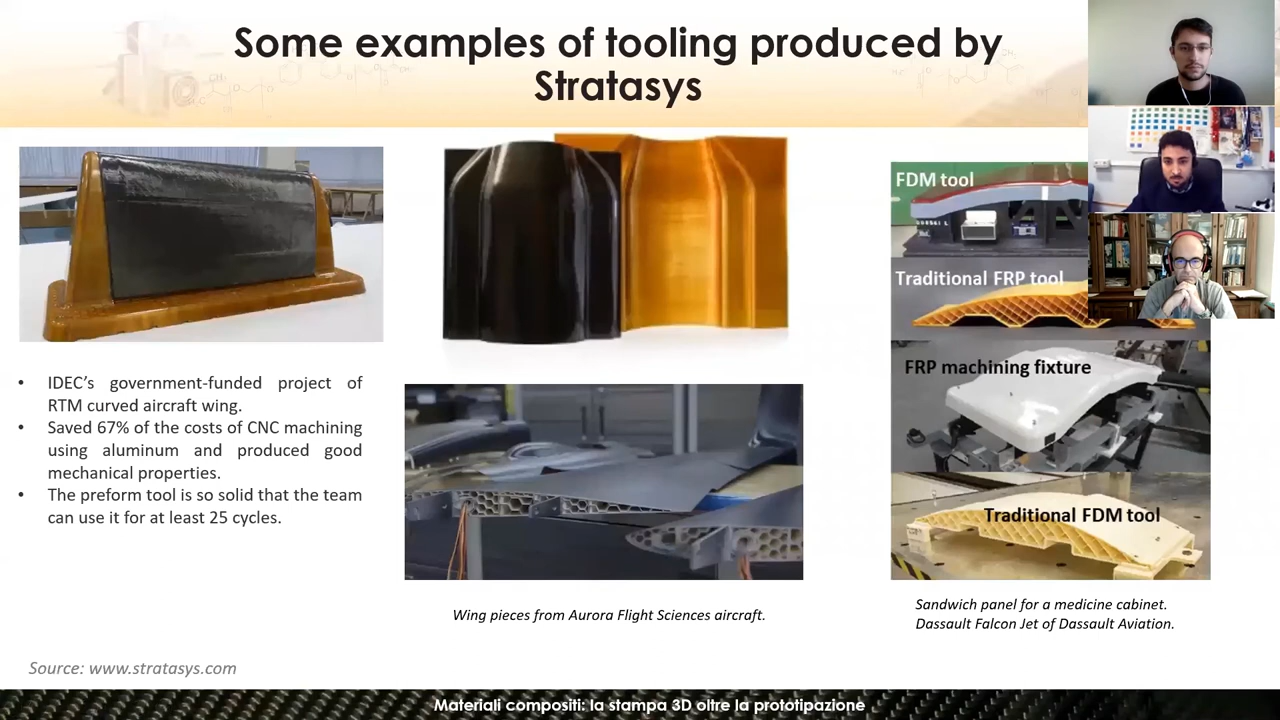 Some examples of tooling produced by
Stratasys
FDM tool
Traditional FRP tool
FRP machining fixture
Traditional FDM tool
• IDEC’s government-funded project of
RTM curved aircraft wing.
• Saved 67% of the costs of CNC machining
using aluminum and produced good
mechanical properties.
• The preform tool is so solid that the team
can use it for at least 25 cycles.
Wing pieces from Aurora Flight Sciences aircraft.
Sandwich panel for a medicine cabinet.
Dassault Falcon Jet of Dassault Aviation.
Source: www.stratasys.com
Materiali compositi: la stampa 3D oltre la prototipazione